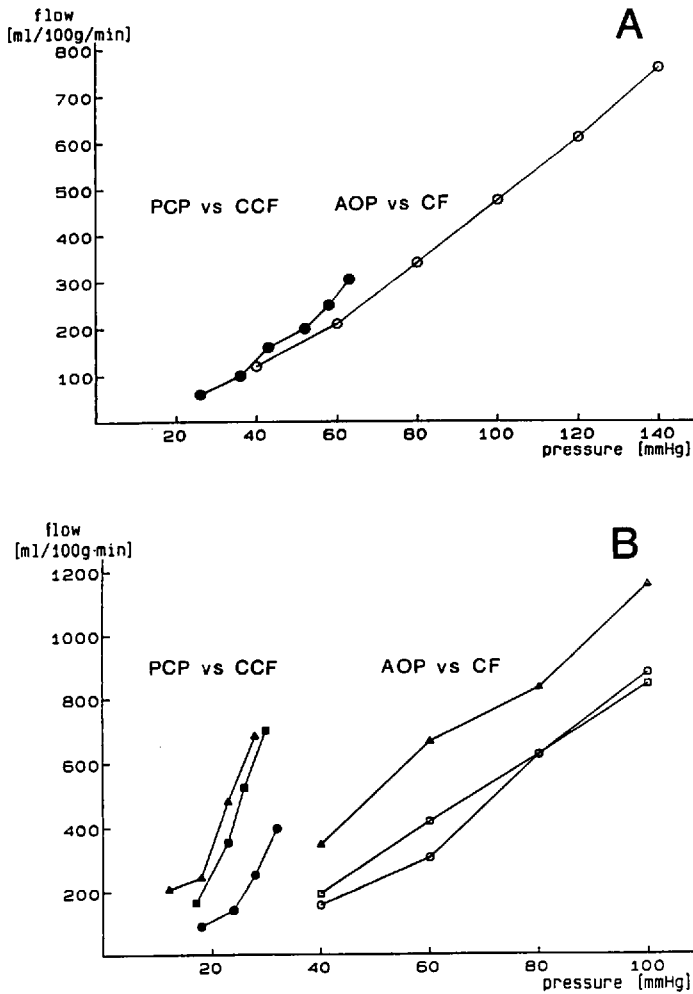 flow
[ml/100g/min]
A
800
700
600
500
400
300
200
100
PCP vs CCF
AOP vs CF
20 40 60 80 100 120 140
pressure [mmHg]
flow
[ml/100g·min]
B
1200
1000
800
600
400
200
PCP vs CCF
AOP vs CF
20 40 60 80 100
pressure [mmHg]